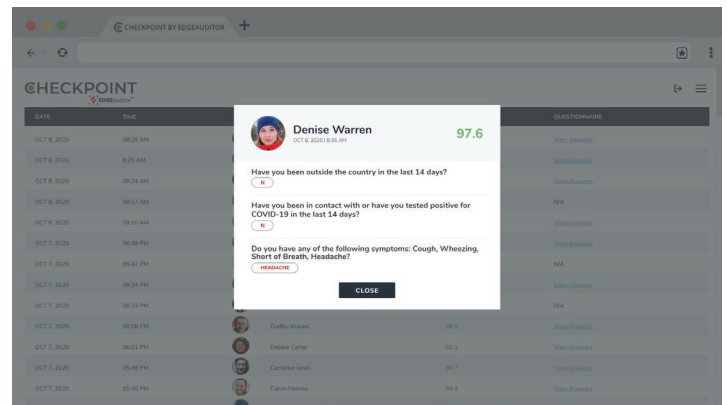 CHECKPOINT BY EDGEAUDITOR
CHECKPOINT
EDGEauditor
DATE TIME QUESTIONNAIRE
OCT 8, 2020 08:35 AM View Answers
OCT 8, 2020 8:29 AM View Answers
OCT 8, 2020 08:24 AM View Answers
OCT 8, 2020 08:17 AM N/A
OCT 8, 2020 08:10 AM View Answers
OCT 7, 2020 06:48 PM View Answers
OCT 7, 2020 06:42 PM N/A
OCT 7, 2020 06:34 PM View Answers
OCT 7, 2020 06:24 PM N/A
OCT 7, 2020 06:08 PM Dudley Kraven View Answers
OCT 7, 2020 06:01 PM Debbie Carter View Answers
OCT 7, 2020 05:48 PM Cornelius Jones View Answers
OCT 7, 2020 05:40 PM Calvin Holmes View Answers
Denise Warren 97.6
OCT 8, 2020 | 8:35 AM
Have you been outside the country in the last 14 days?
N
Have you been in contact with or have you tested positive for
COVID-19 in the last 14 days?
N
Do you have any of the following symptoms: Cough, Wheezing,
Short of Breath, Headache?
HEADACHE
CLOSE